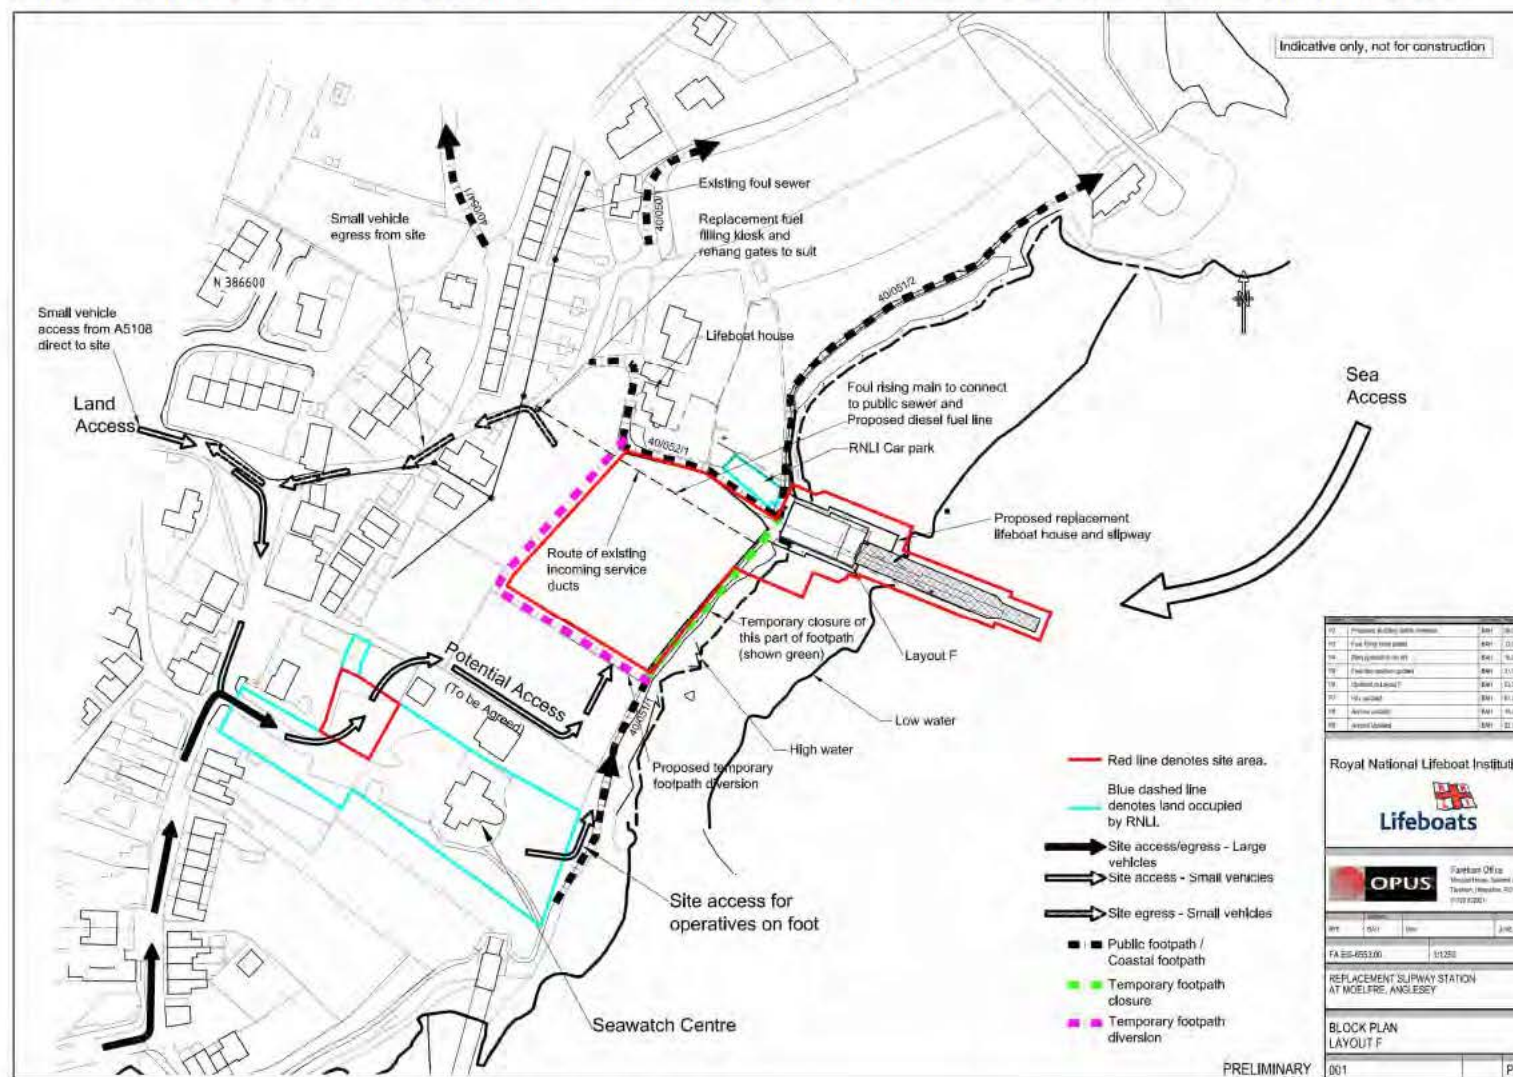 Indicative only, not for construction
Existing foul sewer
Small vehicle
egress from site
Replacement fuel
filling kiosk and
rehang gates to suit
40/054/1
40/050/1
N 386600
40/051/2
Small vehicle
access from A5108
direct to site
Lifeboat house
Sea
Access
Land
Access
Foul rising main to connect
to public sewer and
Proposed diesel fuel line
40/052/1
RNLI Car park
Proposed replacement
lifeboat house and slipway
Route of existing
incoming service
ducts
Temporary closure of
this part of footpath
(shown green)
Layout F
Potential Access
(To be Agreed)
40/051/1
Low water
High water
Proposed temporary
footpath diversion
Site access for
operatives on foot
Seawatch Centre
Red line denotes site area.
Blue dashed line
denotes land occupied
by RNLI.
Site access/egress - Large
vehicles
Site access - Small vehicles
Site egress - Small vehicles
Public footpath /
Coastal footpath
Temporary footpath
closure
Temporary footpath
diversion
Royal National Lifeboat Instituti
Lifeboats
OPUS
Fareham Office
1/1250
REPLACEMENT SLIPWAY STATION
AT MOELFRE, ANGLESEY
BLOCK PLAN
LAYOUT F
PRELIMINARY
001
P